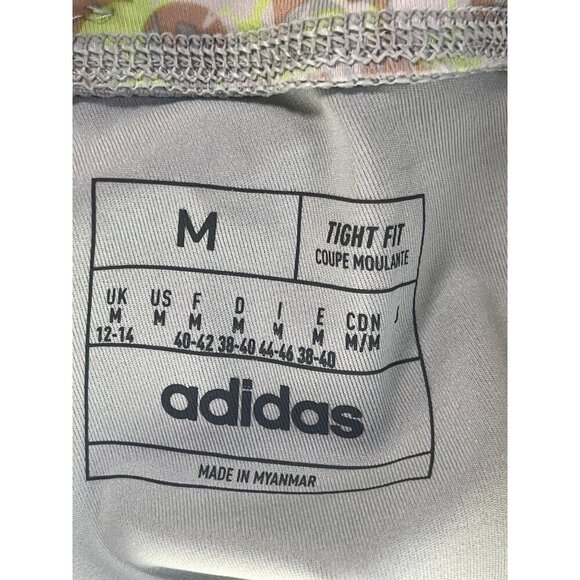 M
TIGHT FIT
COUPE MOULANTE
UK US F D I E CDN J
M M M M M M M/M
12-14 40-42 38-40 44-46 38-40
adidas
MADE IN MYANMAR